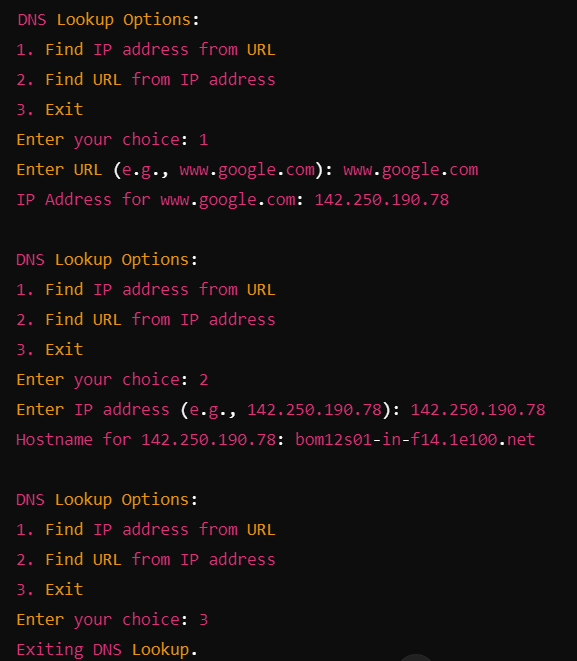 DNS Lookup Options:
1. Find IP address from URL
2. Find URL from IP address
3. Exit
Enter your choice: 1
Enter URL (e.g., www.google.com): www.google.com
IP Address for www.google.com: 142.250.190.78
DNS Lookup Options:
1. Find IP address from URL
2. Find URL from IP address
3. Exit
Enter your choice: 2
Enter IP address (e.g., 142.250.190.78): 142.250.190.78
Hostname for 142.250.190.78: bom12s01-in-f14.1e100.net
DNS Lookup Options:
1. Find IP address from URL
2. Find URL from IP address
3. Exit
Enter your choice: 3
Exiting DNS Lookup.